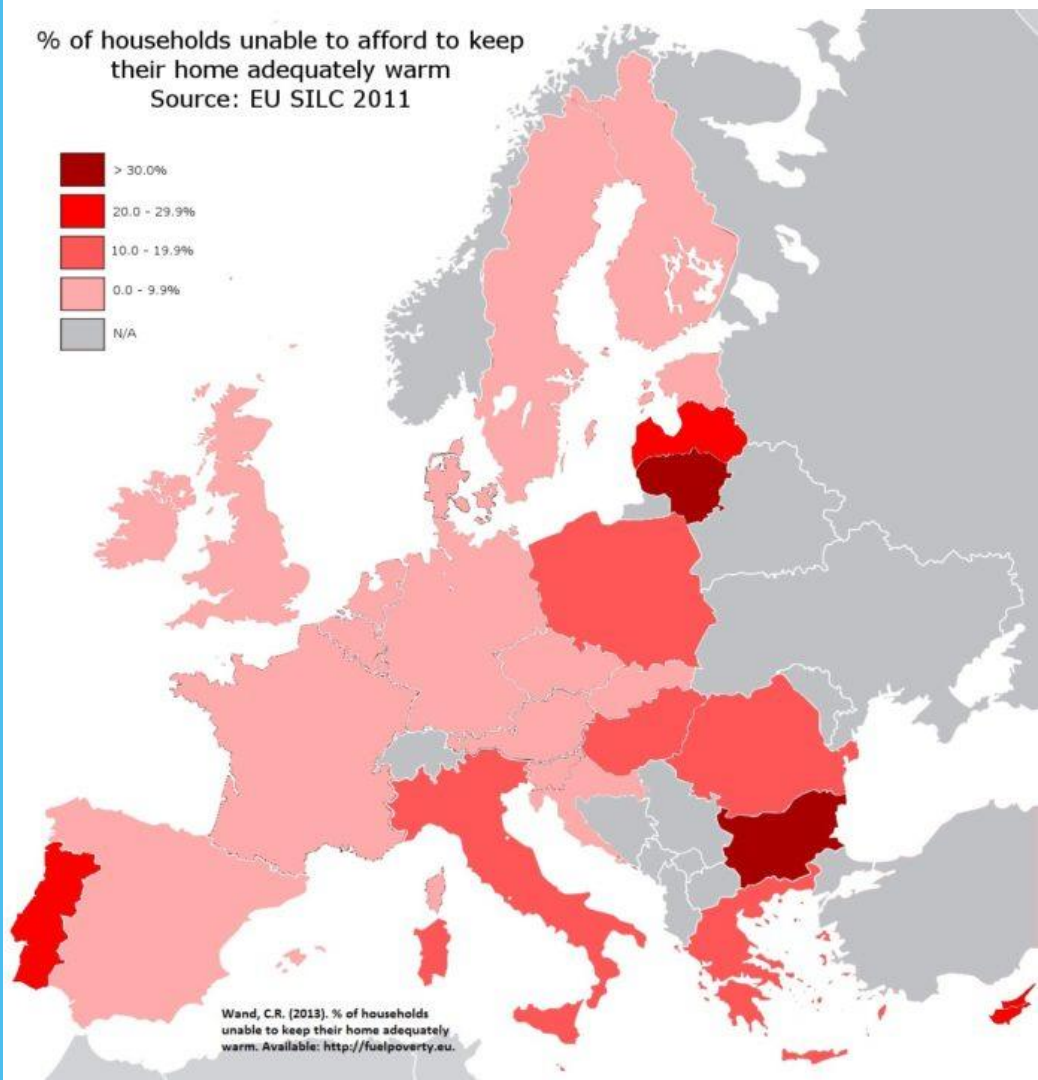 % of households unable to afford to keep
their home adequately warm
Source: EU SILC 2011
> 30.0%
20.0 - 29.9%
10.0 - 19.9%
0.0 - 9.9%
N/A
Wand, C.R. (2013). % of households
unable to keep their home adequately
warm. Available: http://fuelpoverty.eu.